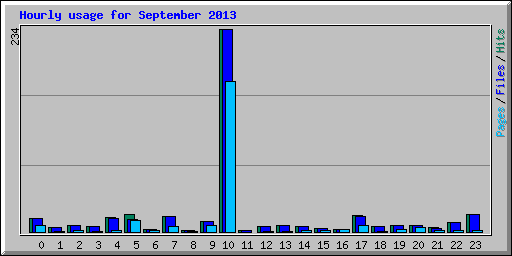 Hourly usage for September 2013
234
Pages/Files/Hits
0 1 2 3 4 5 6 7 8 9 10 11 12 13 14 15 16 17 18 19 20 21 22 23